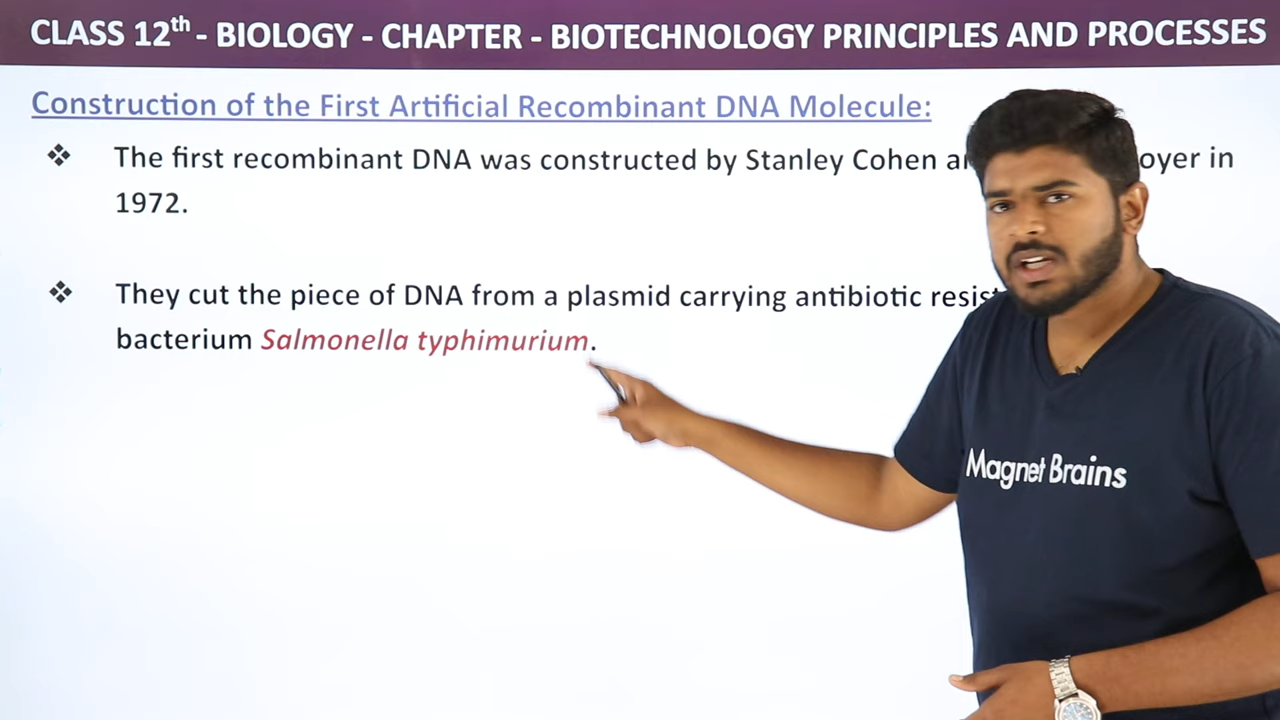 CLASS 12th - BIOLOGY - CHAPTER - BIOTECHNOLOGY PRINCIPLES AND PROCESSES
Construction of the First Artificial Recombinant DNA Molecule:
❖ The first recombinant DNA was constructed by Stanley Cohen in
1972.
❖ They cut the piece of DNA from a plasmid carrying antibiotic
bacterium Salmonella typhimurium.
Magnet Brains